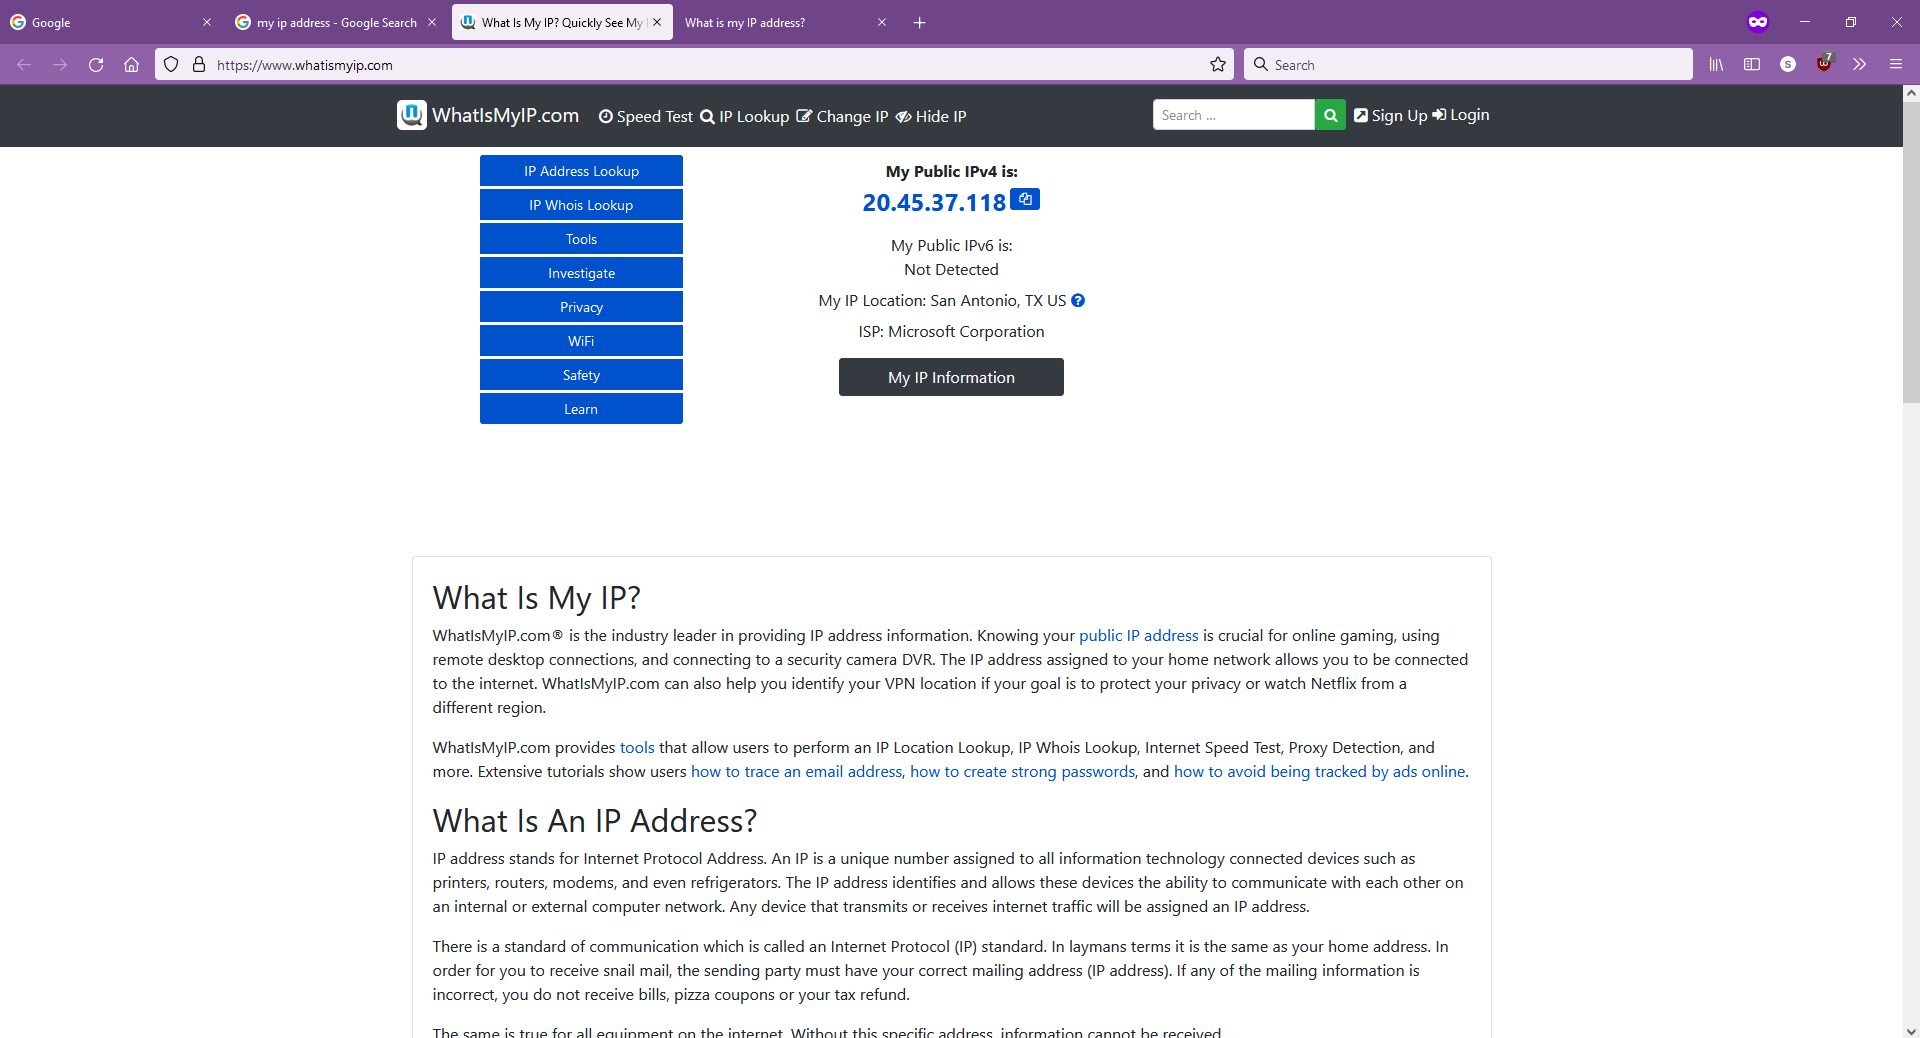 Google
my ip address - Google Search
What Is My IP? Quickly See My
What is my IP address?
https://www.whatismyip.com
Search
S
7
WhatIsMyIP.com
Speed Test
IP Lookup
Change IP
Hide IP
Search ...
Sign Up
Login
IP Address Lookup
IP Whois Lookup
Tools
Investigate
Privacy
WiFi
Safety
Learn
My Public IPv4 is:
20.45.37.118
My Public IPv6 is:
Not Detected
My IP Location: San Antonio, TX US
ISP: Microsoft Corporation
My IP Information
What Is My IP?
WhatIsMyIP.com® is the industry leader in providing IP address information. Knowing your public IP address is crucial for online gaming, using
remote desktop connections, and connecting to a security camera DVR. The IP address assigned to your home network allows you to be connected
to the internet. WhatIsMyIP.com can also help you identify your VPN location if your goal is to protect your privacy or watch Netflix from a
different region.
WhatIsMyIP.com provides tools that allow users to perform an IP Location Lookup, IP Whois Lookup, Internet Speed Test, Proxy Detection, and
more. Extensive tutorials show users how to trace an email address, how to create strong passwords, and how to avoid being tracked by ads online.
What Is An IP Address?
IP address stands for Internet Protocol Address. An IP is a unique number assigned to all information technology connected devices such as
printers, routers, modems, and even refrigerators. The IP address identifies and allows these devices the ability to communicate with each other on
an internal or external computer network. Any device that transmits or receives internet traffic will be assigned an IP address.
There is a standard of communication which is called an Internet Protocol (IP) standard. In laymans terms it is the same as your home address. In
order for you to receive snail mail, the sending party must have your correct mailing address (IP address). If any of the mailing information is
incorrect, you do not receive bills, pizza coupons or your tax refund.
The same is true for all equipment on the internet. Without this specific address, information cannot be received.